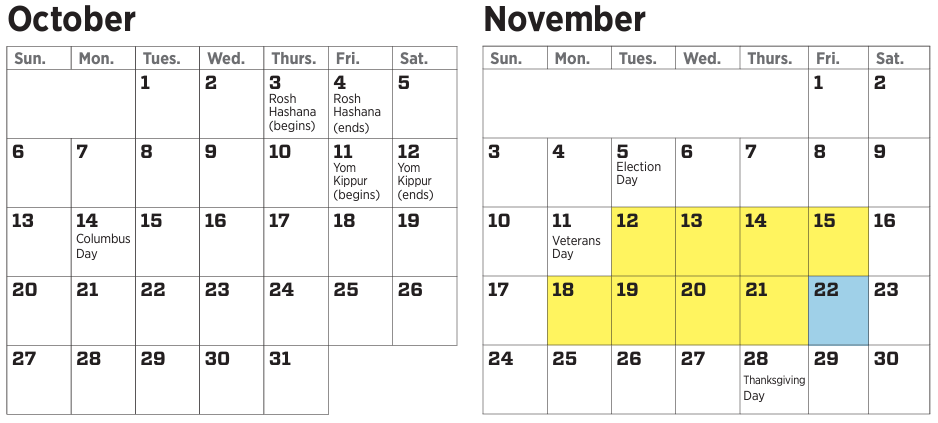 October
Sun. Mon. Tues. Wed. Thurs. Fri. Sat.
1 2 3 4 5
Rosh Rosh
Hashana Hashana
(begins) (ends)
6 7 8 9 10 11 12
Yom Yom
Kippur Kippur
(begins) (ends)
13 14 15 16 17 18 19
Columbus
Day
20 21 22 23 24 25 26
27 28 29 30 31
November
Sun. Mon. Tues. Wed. Thurs. Fri. Sat.
1 2
3 4 5 6 7 8 9
Election
Day
10 11 12 13 14 15 16
Veterans
Day
17 18 19 20 21 22 23
24 25 26 27 28 29 30
Thanksgiving
Day